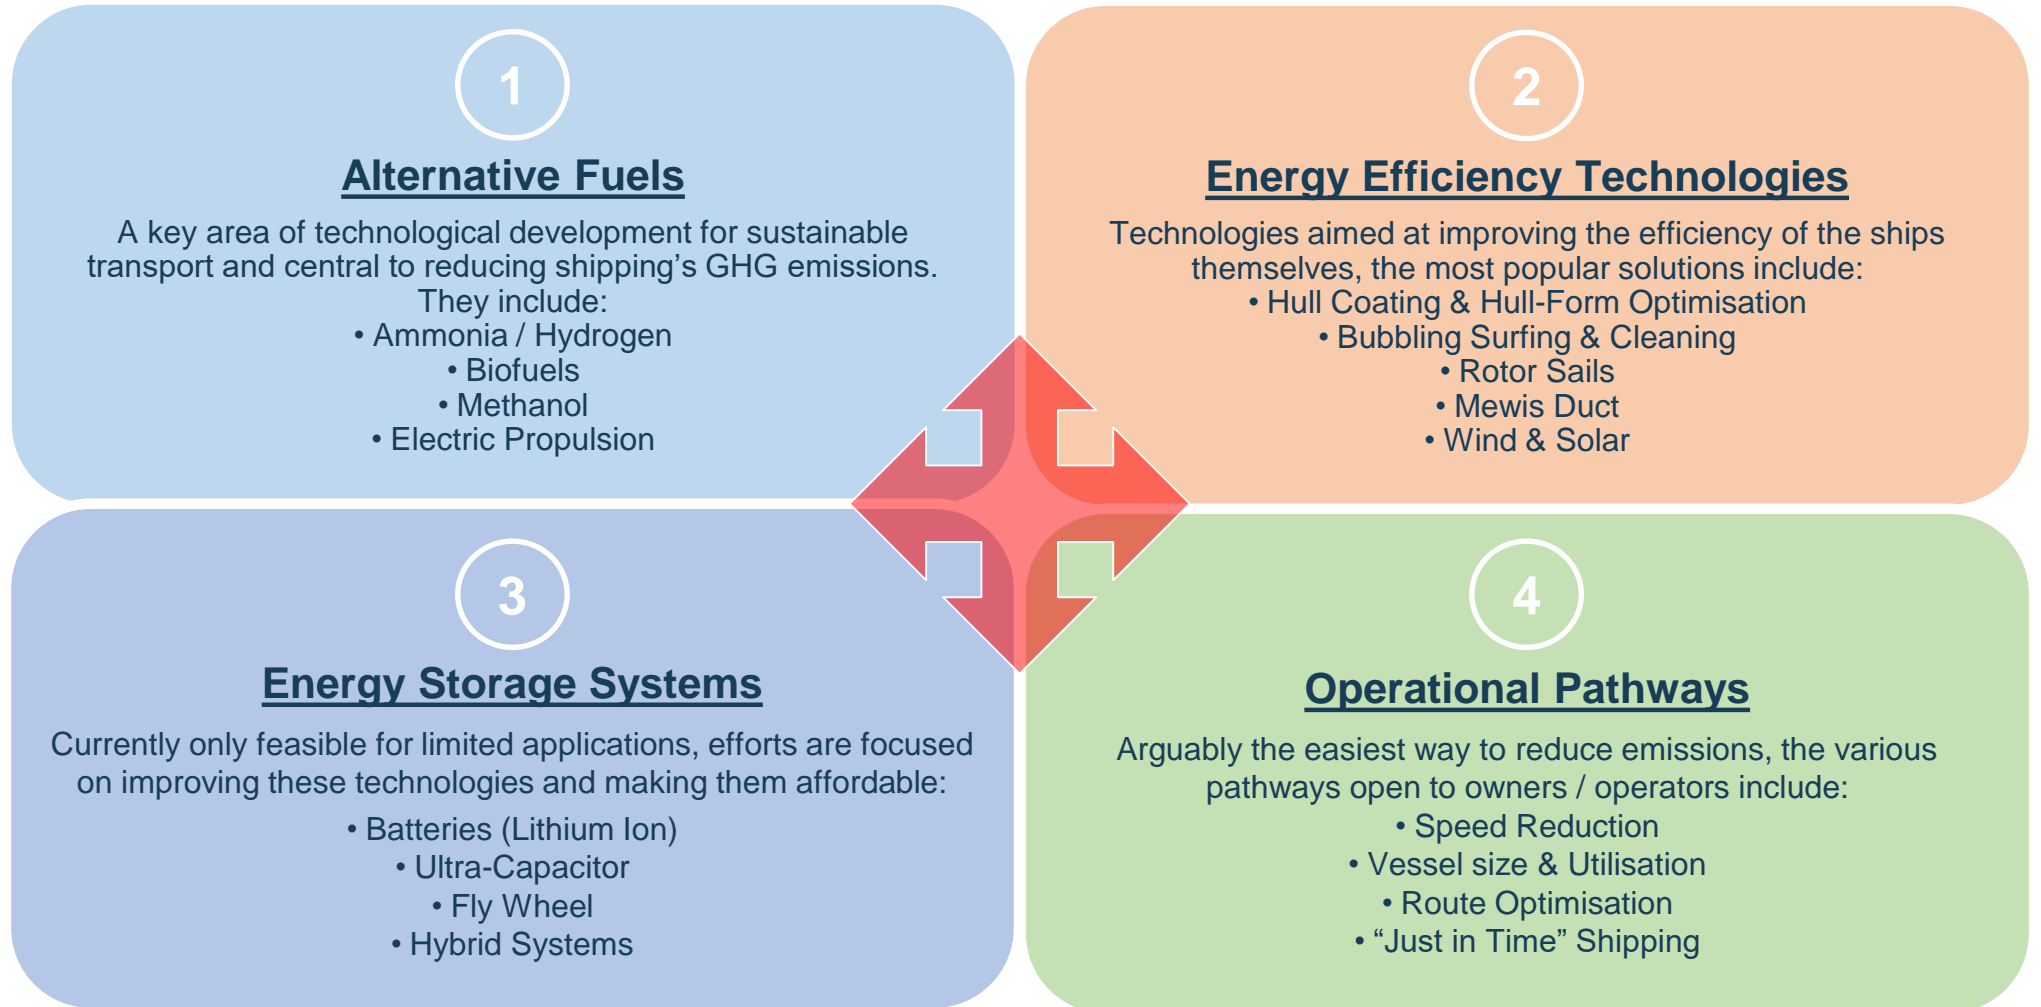 1
Alternative Fuels
A key area of technological development for sustainable
transport and central to reducing shipping's GHG emissions.
They include:
• Ammonia / Hydrogen
• Biofuels
• Methanol
• Electric Propulsion
2
Energy Efficiency Technologies
Technologies aimed at improving the efficiency of the ships
themselves, the most popular solutions include:
• Hull Coating & Hull-Form Optimisation
• Bubbling Surfing & Cleaning
• Rotor Sails
• Mewis Duct
• Wind & Solar
3
Energy Storage Systems
Currently only feasible for limited applications, efforts are focused
on improving these technologies and making them affordable:
• Batteries (Lithium Ion)
• Ultra-Capacitor
• Fly Wheel
• Hybrid Systems
4
Operational Pathways
Arguably the easiest way to reduce emissions, the various
pathways open to owners / operators include:
• Speed Reduction
• Vessel size & Utilisation
• Route Optimisation
• “Just in Time” Shipping